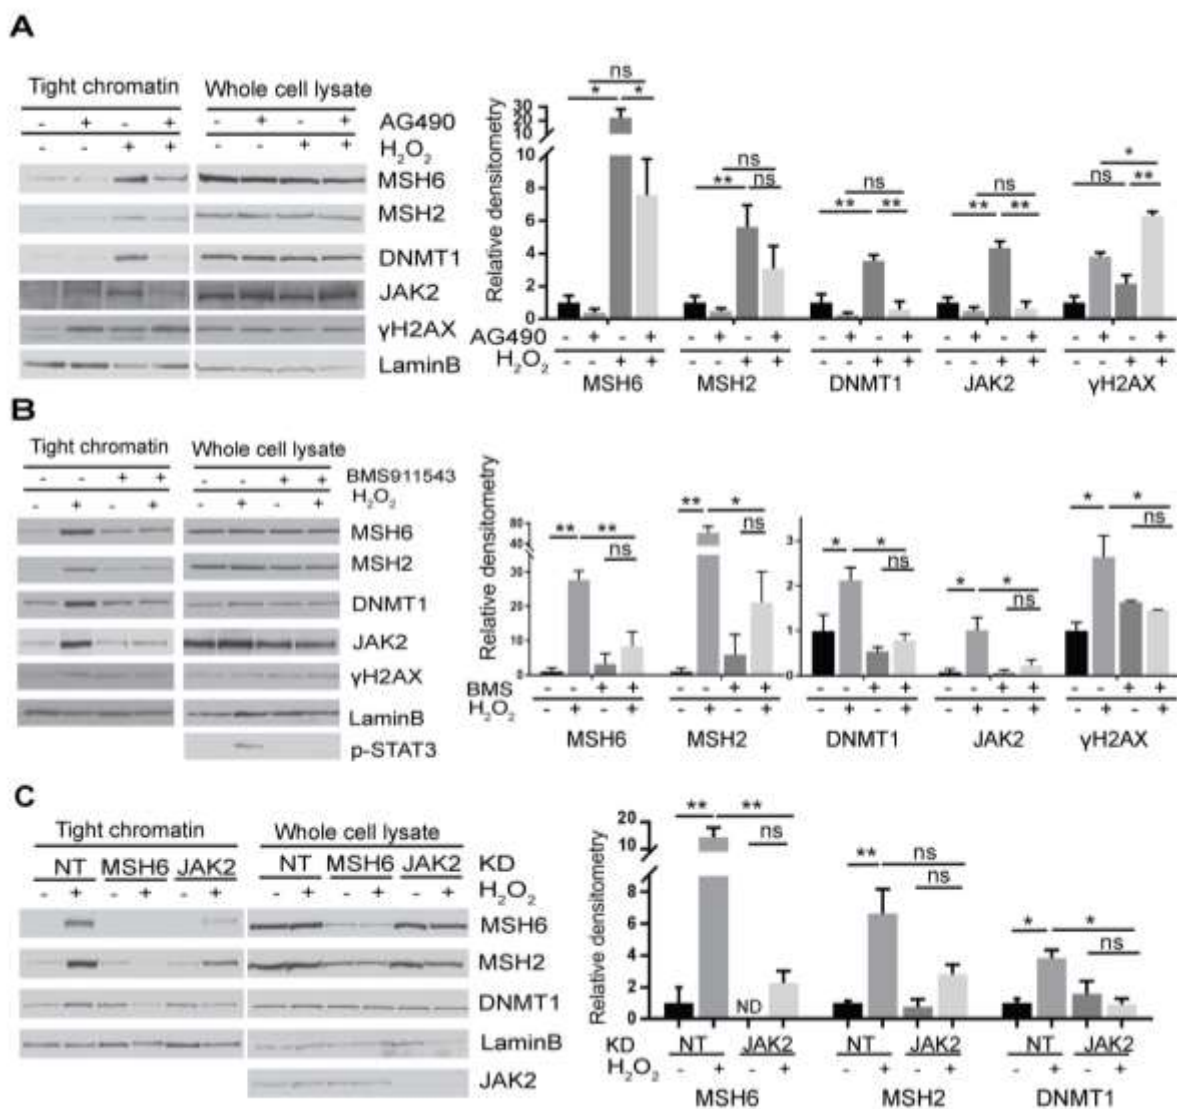 A
Tight chromatin Whole cell lysate
- + - + - + - + AG490
- - + + - - + + H₂O₂
MSH6
MSH2
DNMT1
JAK2
γH2AX
LaminB
Relative densitometry
30
20
10
10
8
6
4
2
0
ns
* *
ns
** ns
ns
** **
ns
** **
*
ns **
AG490 - + - + - + - + - + - + - + - + - + - +
H₂O₂ - - + + - - + + - - + + - - + + - - + +
MSH6 MSH2 DNMT1 JAK2 γH2AX
B
Tight chromatin Whole cell lysate
- - + + - - + + BMS911543
- + - + - + - + H₂O₂
MSH6
MSH2
DNMT1
JAK2
γH2AX
LaminB
p-STAT3
Relative densitometry
80
40
30
20
10
0
** **
ns
** *
ns
3
2
1
0
* *
ns
* *
ns
* *
ns
BMS - - + + - - + + - - + + - - + + - - + +
H₂O₂ - + - + - + - + - + - + - + - + - + - +
MSH6 MSH2 DNMT1 JAK2 γH2AX
C
Tight chromatin Whole cell lysate
NT MSH6 JAK2 NT MSH6 JAK2 KD
- + - + - + - + - + - + H₂O₂
MSH6
MSH2
DNMT1
LaminB
JAK2
Relative densitometry
20
10
8
6
4
2
0
** **
ns
** ns
ns
* *
ns
ND
KD NT JAK2 NT JAK2 NT JAK2
H₂O₂ - + - + - + - + - + - +
MSH6 MSH2 DNMT1